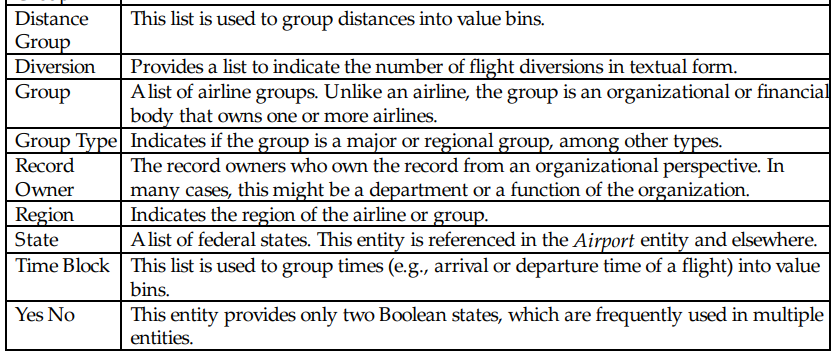 Distance
Group
This list is used to group distances into value bins.
Diversion
Provides a list to indicate the number of flight diversions in textual form.
Group
A list of airline groups. Unlike an airline, the group is an organizational or financial
body that owns one or more airlines.
Group Type
Indicates if the group is a major or regional group, among other types.
Record
Owner
The record owners who own the record from an organizational perspective. In
many cases, this might be a department or a function of the organization.
Region
Indicates the region of the airline or group.
State
A list of federal states. This entity is referenced in the Airport entity and elsewhere.
Time Block
This list is used to group times (e.g., arrival or departure time of a flight) into value
bins.
Yes No
This entity provides only two Boolean states, which are frequently used in multiple
entities.